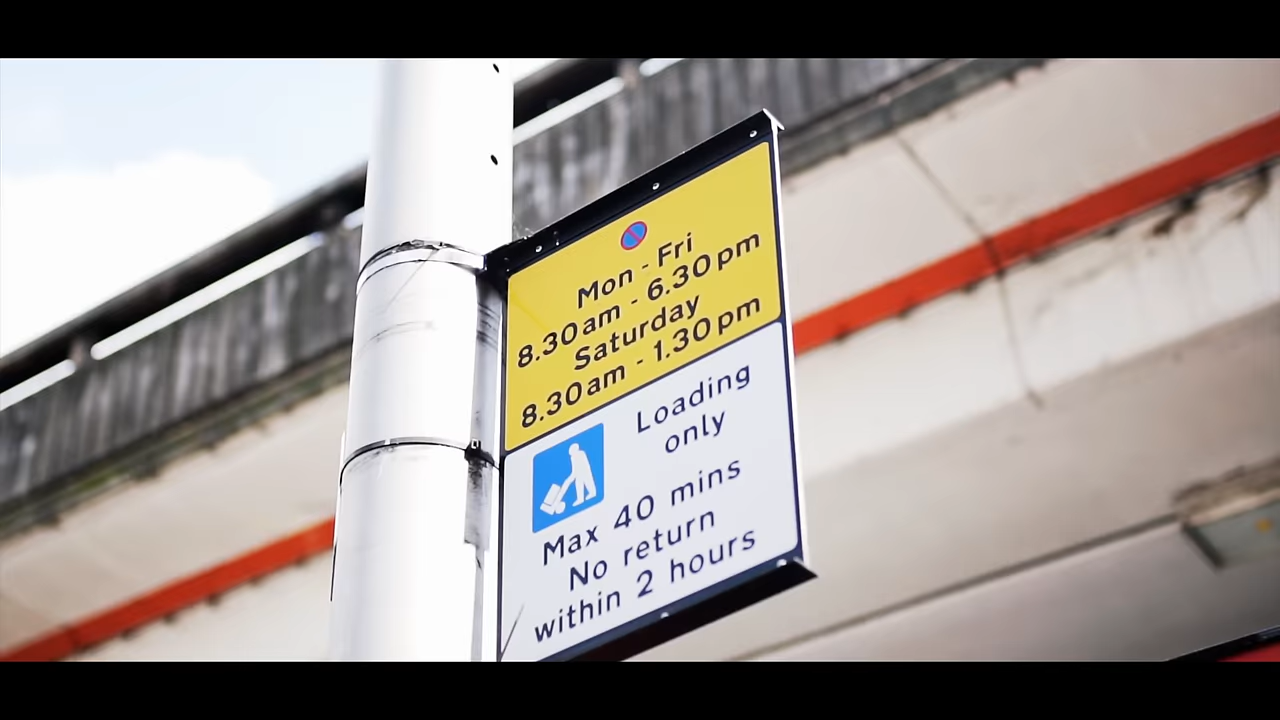 Mon - Fri
8.30am - 6.30pm
Saturday
8.30am - 1.30pm
Loading
only
Max 40 mins
No return
within 2 hours